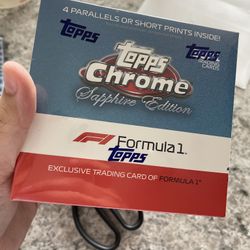 4 PARALLELS OR SHORT PRINTS INSIDE!
Topps
Topps
Topps
Chrome
Sapphire Edition
F1 Formula 1
Topps
EXCLUSIVE TRADING CARD OF FORMULA 1